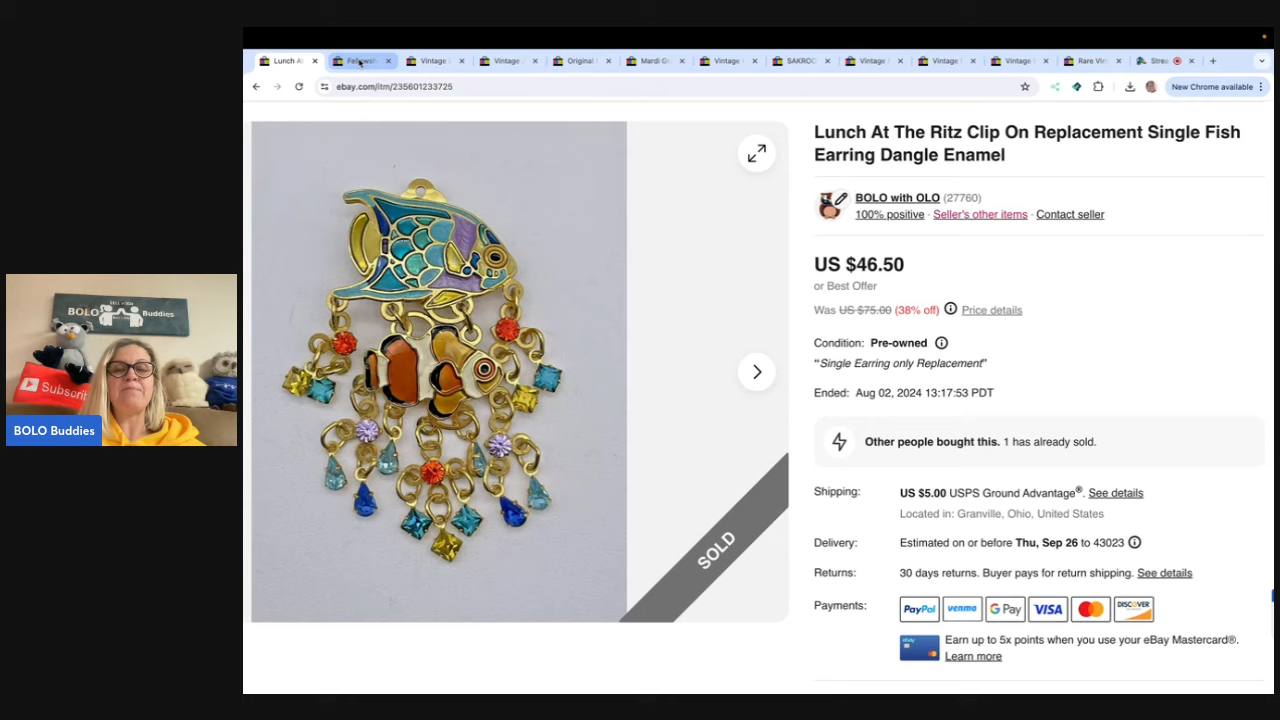 Lunch At
Fellowsh
Vintage
Vintage
Original
Mardi Gr
Vintage
SAKROO
Vintage
Vintage
Vintage
Rare Vin
Strea
ebay.com/itm/235601233725
New Chrome available
Lunch At The Ritz Clip On Replacement Single Fish
Earring Dangle Enamel
BOLO with OLO (27760)
100% positive · Seller's other items · Contact seller
US $46.50
or Best Offer
Was US $75.00 (38% off) Price details
Condition: Pre-owned
“Single Earring only Replacement”
Ended: Aug 02, 2024 13:17:53 PDT
Other people bought this. 1 has already sold.
Shipping: US $5.00 USPS Ground Advantage®. See details
Located in: Granville, Ohio, United States
Delivery: Estimated on or before Thu, Sep 26 to 43023
Returns: 30 days returns. Buyer pays for return shipping. See details
Payments: PayPal venmo G Pay VISA DISCOVER
ebay Earn up to 5x points when you use your eBay Mastercard®.
Learn more
SOLD
BOLO Buddies
Subscrib
BOLO Buddies